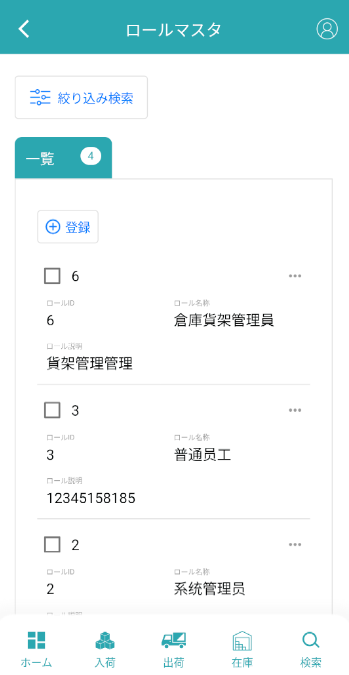 ロールマスタ
絞り込み検索
一覧 4
登録
6
ロールID ロール名称
6 倉庫貨架管理員
ロール説明
貨架管理管理
3
ロールID ロール名称
3 普通员工
ロール説明
12345158185
2
ロールID ロール名称
2 系统管理员
ホーム 入荷 出荷 在庫 検索